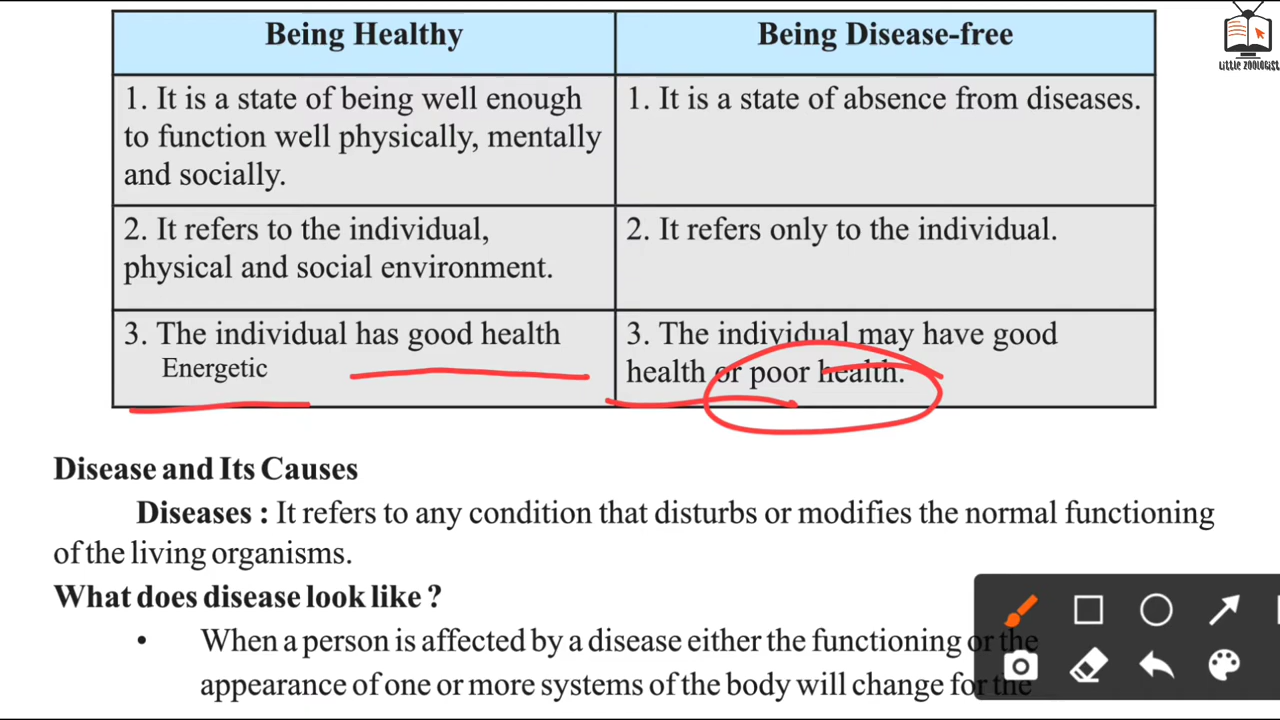 Being Healthy
Being Disease-free
LITTLE ZOOLOGIST
1. It is a state of being well enough
to function well physically, mentally
and socially.
1. It is a state of absence from diseases.
2. It refers to the individual,
physical and social environment.
2. It refers only to the individual.
3. The individual has good health
Energetic
3. The individual may have good
health or poor health.
Disease and Its Causes
Diseases : It refers to any condition that disturbs or modifies the normal functioning
of the living organisms.
What does disease look like ?
• When a person is affected by a disease either the functioning or the
appearance of one or more systems of the body will change for the